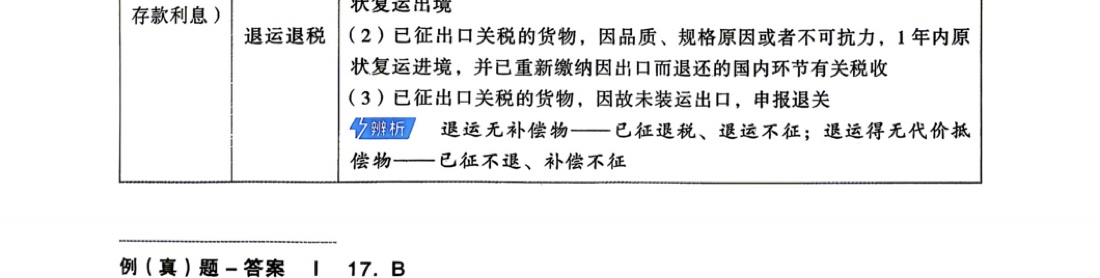 状复运出境
存款利息）
退运退税
（2）已征出口关税的货物，因品质、规格原因或者不可抗力，1年内原
状复运进境，并已重新缴纳因出口而退还的国内环节有关税收
（3）已征出口关税的货物，因故未装运出口，申报退关
辨析 退运无补偿物——已征退税、退运不征；退运得无代价抵
偿物——已征不退、补偿不征
例（真）题－答案 | 17. B